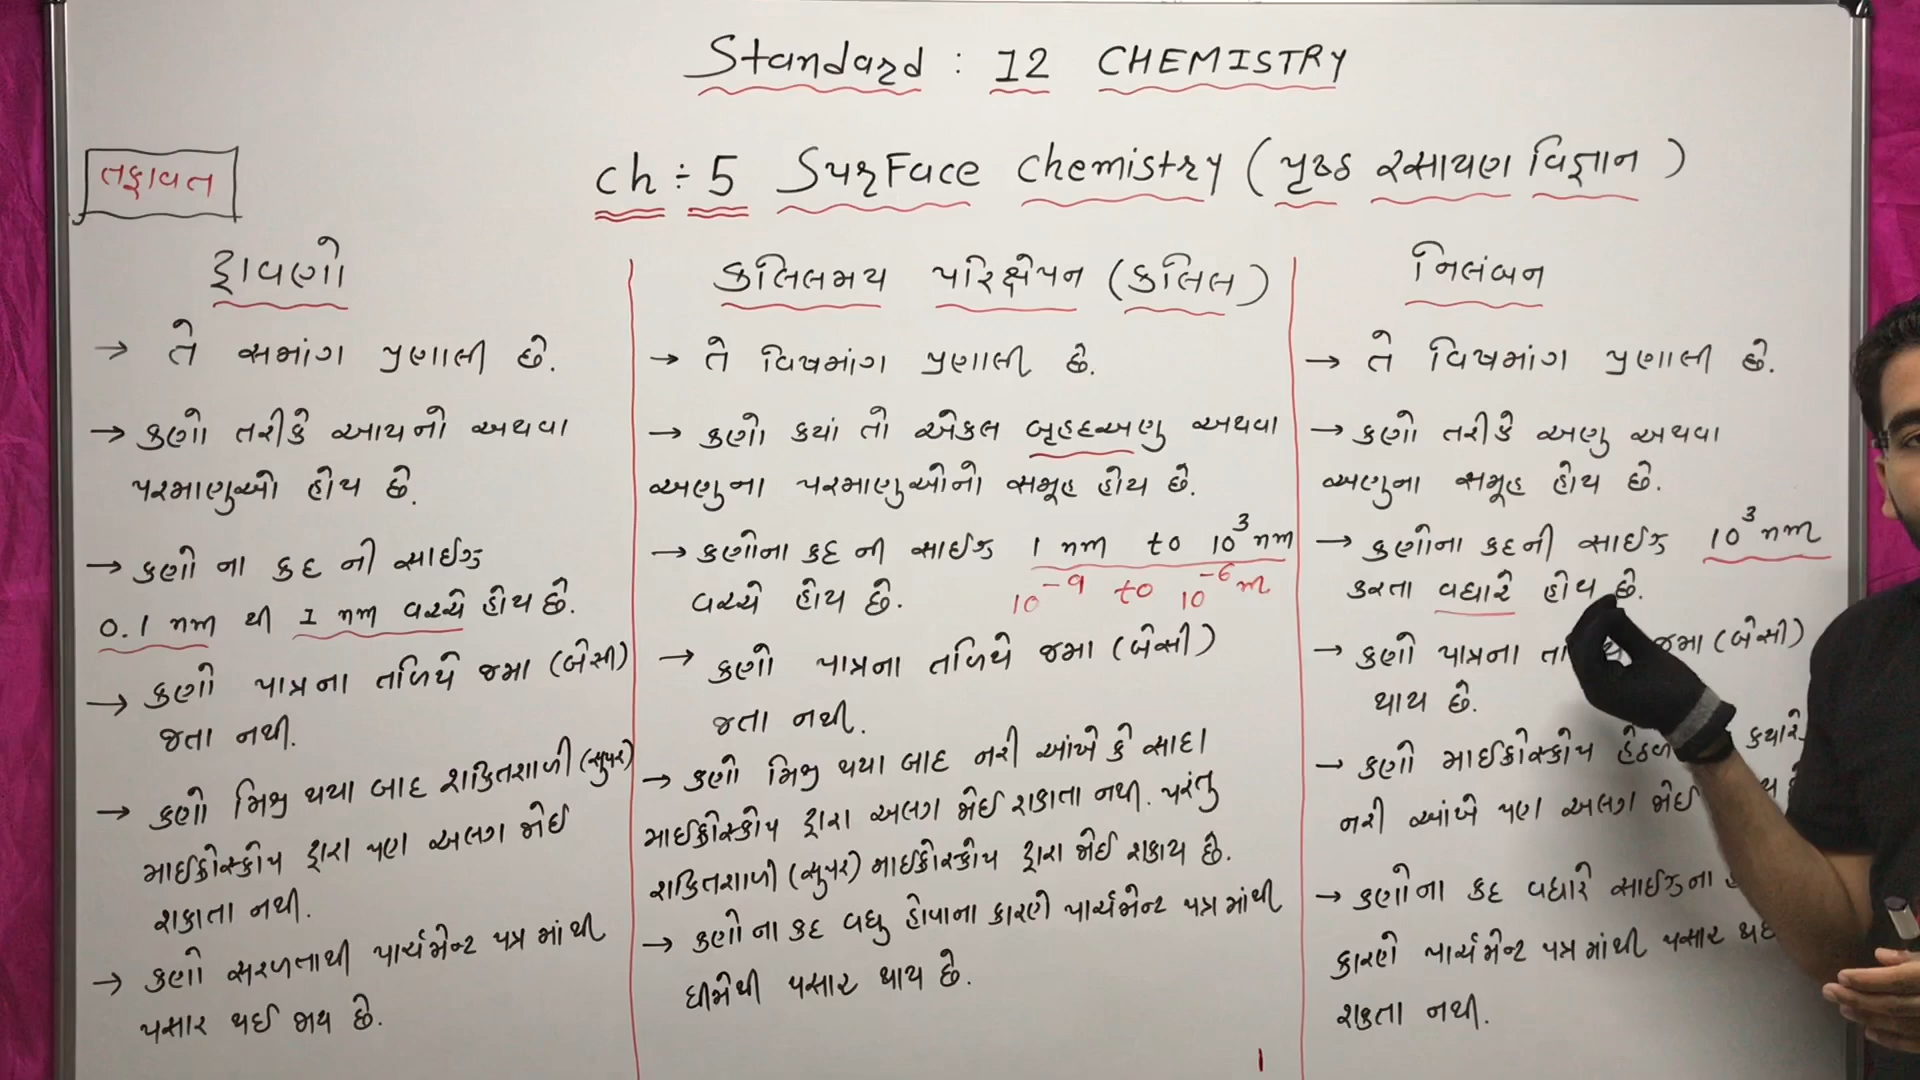 Standard : 12 CHEMISTRY
તફાવત
ch ÷ 5 Surface Chemistry (પૃષ્ઠ રસાયણ વિજ્ઞાન)
દ્રાવણો
→ તે સમાંગ પ્રણાલી છે.
→ કણો તરીકે આયનો અથવા
પરમાણુઓ હોય છે.
→ કણો ના કદ ની સાઈઝ
0.1 nm થી 1 nm વચ્ચે હોય છે.
→ કણો પાત્રના તળિયે જમા (બેસી)
જતા નથી.
→ કણો મિશ્ર થયા બાદ શક્તિશાળી (સુપર)
માઈક્રોસ્કોપ દ્વારા પણ અલગ જોઈ
શકાતા નથી.
→ કણો સરળતાથી પાર્ચમેન્ટ પત્ર માંથી
પસાર થઈ જાય છે.
કલિલમય પરિક્ષેપન (કલિલ)
→ તે વિષમાંગ પ્રણાલી છે.
→ કણો કયાં તો એકલ બૃહદઅણુ અથવા
અણુના પરમાણુઓનો સમૂહ હોય છે.
→ કણોના કદ ની સાઈઝ 1 nm to 10³ nm
વચ્ચે હોય છે. 10⁻⁹ to 10⁻⁶ m
→ કણો પાત્રના તળિયે જમા (બેસી)
જતા નથી.
→ કણો મિશ્ર થયા બાદ નરી આંખે કે સાદા
માઈક્રોસ્કોપ દ્વારા અલગ જોઈ શકાતા નથી. પરંતુ
શક્તિશાળી (સુપર) માઈક્રોસ્કોપ દ્વારા જોઈ શકાય છે.
→ કણો ના કદ વધુ હોવાના કારણે પાર્ચમેન્ટ પત્ર માંથી
ધીમેથી પસાર થાય છે.
નિલંબન
→ તે વિષમાંગ પ્રણાલી છે.
→ કણો તરીકે અણુ અથવા
અણુના સમૂહ હોય છે.
→ કણોના કદની સાઈઝ 10³ nm
કરતા વધારે હોય છે.
→ કણો પાત્રના જમા (બેસી)
થાય છે.
→ કણો માઈક્રોસ્કોપ હેઠળ ક્યારે
નરી આંખે પણ અલગ જોઈ
→ કણોના કદ વધારે સાઈઝના
કારણે પાર્ચમેન્ટ પત્ર માંથી પસાર થઇ
શકતા નથી.